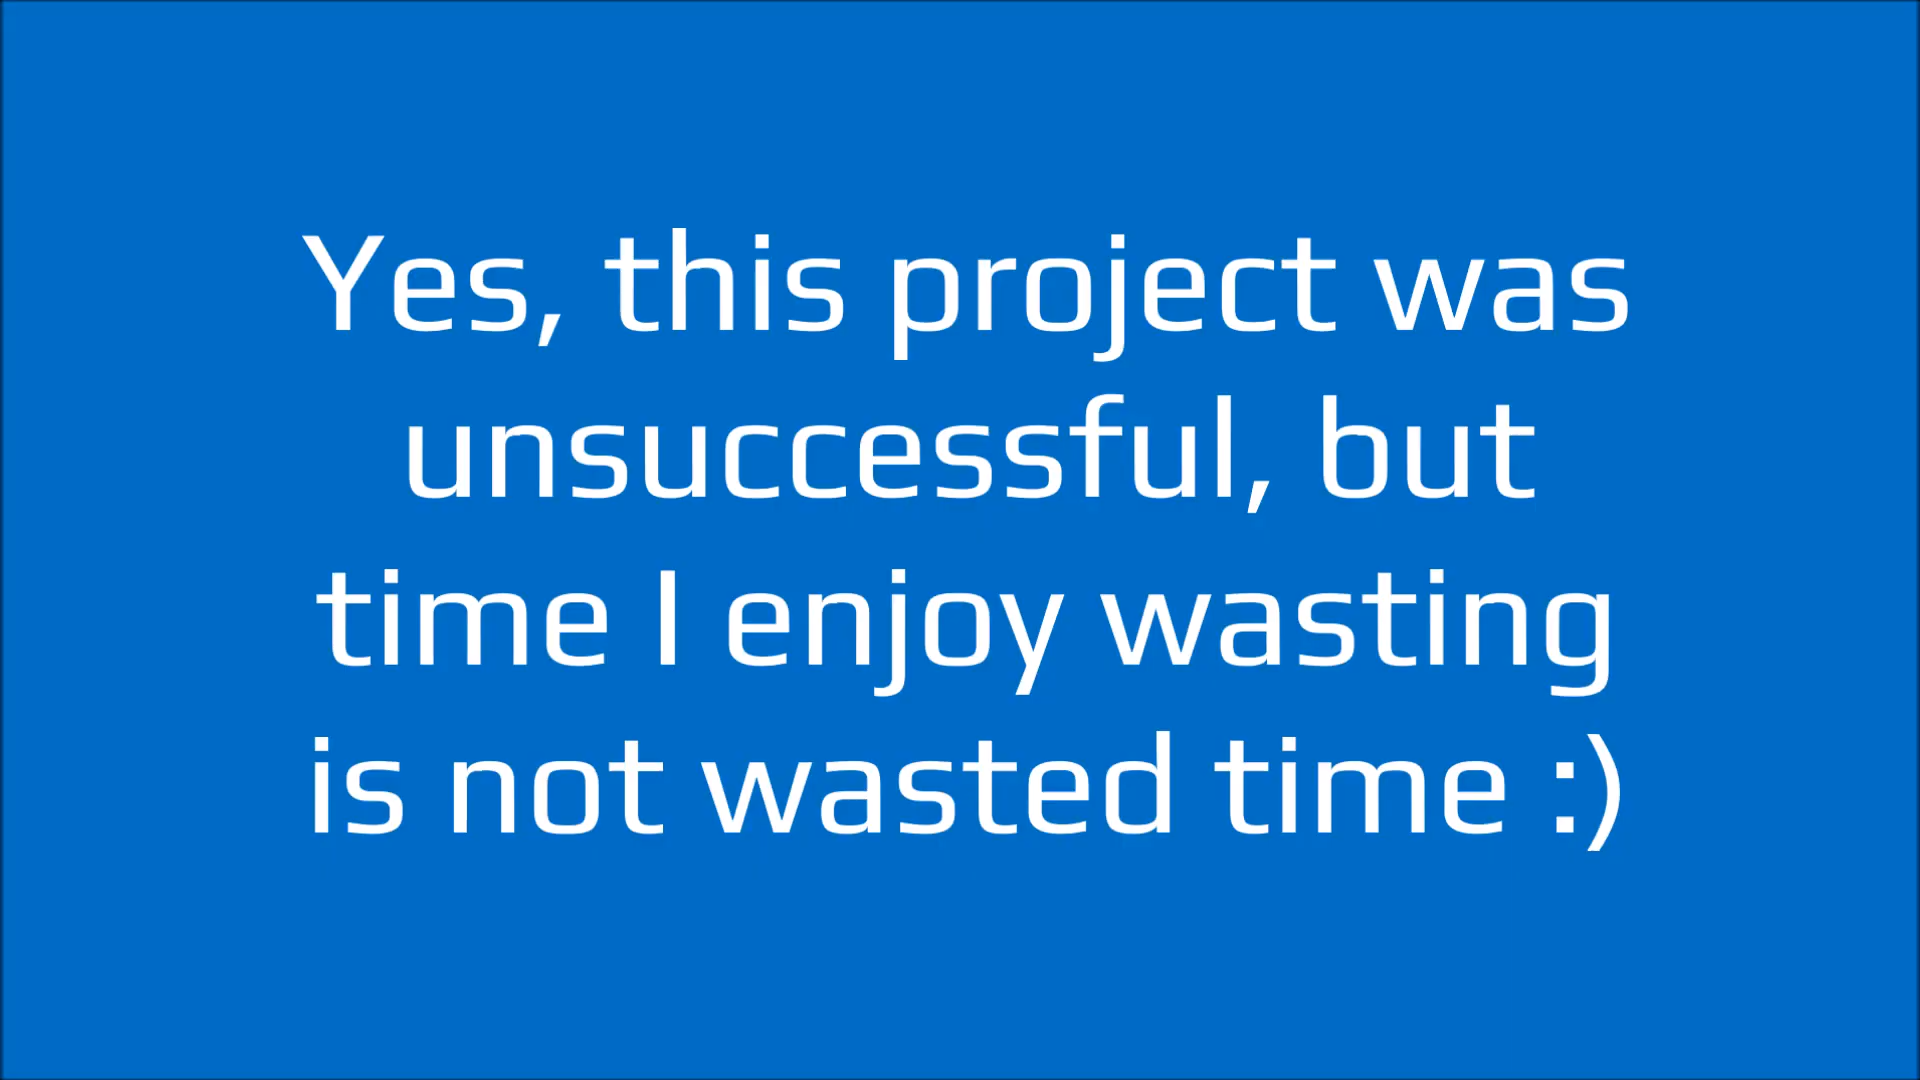 Yes, this project was
unsuccessful, but
time I enjoy wasting
is not wasted time :)